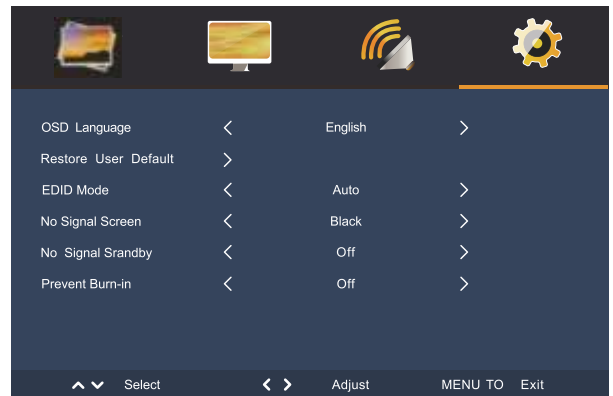 OSD Language < English >
Restore User Default >
EDID Mode < Auto >
No Signal Screen < Black >
No Signal Srandby < Off >
Prevent Burn-in < Off >
Select < > Adjust MENU TO Exit